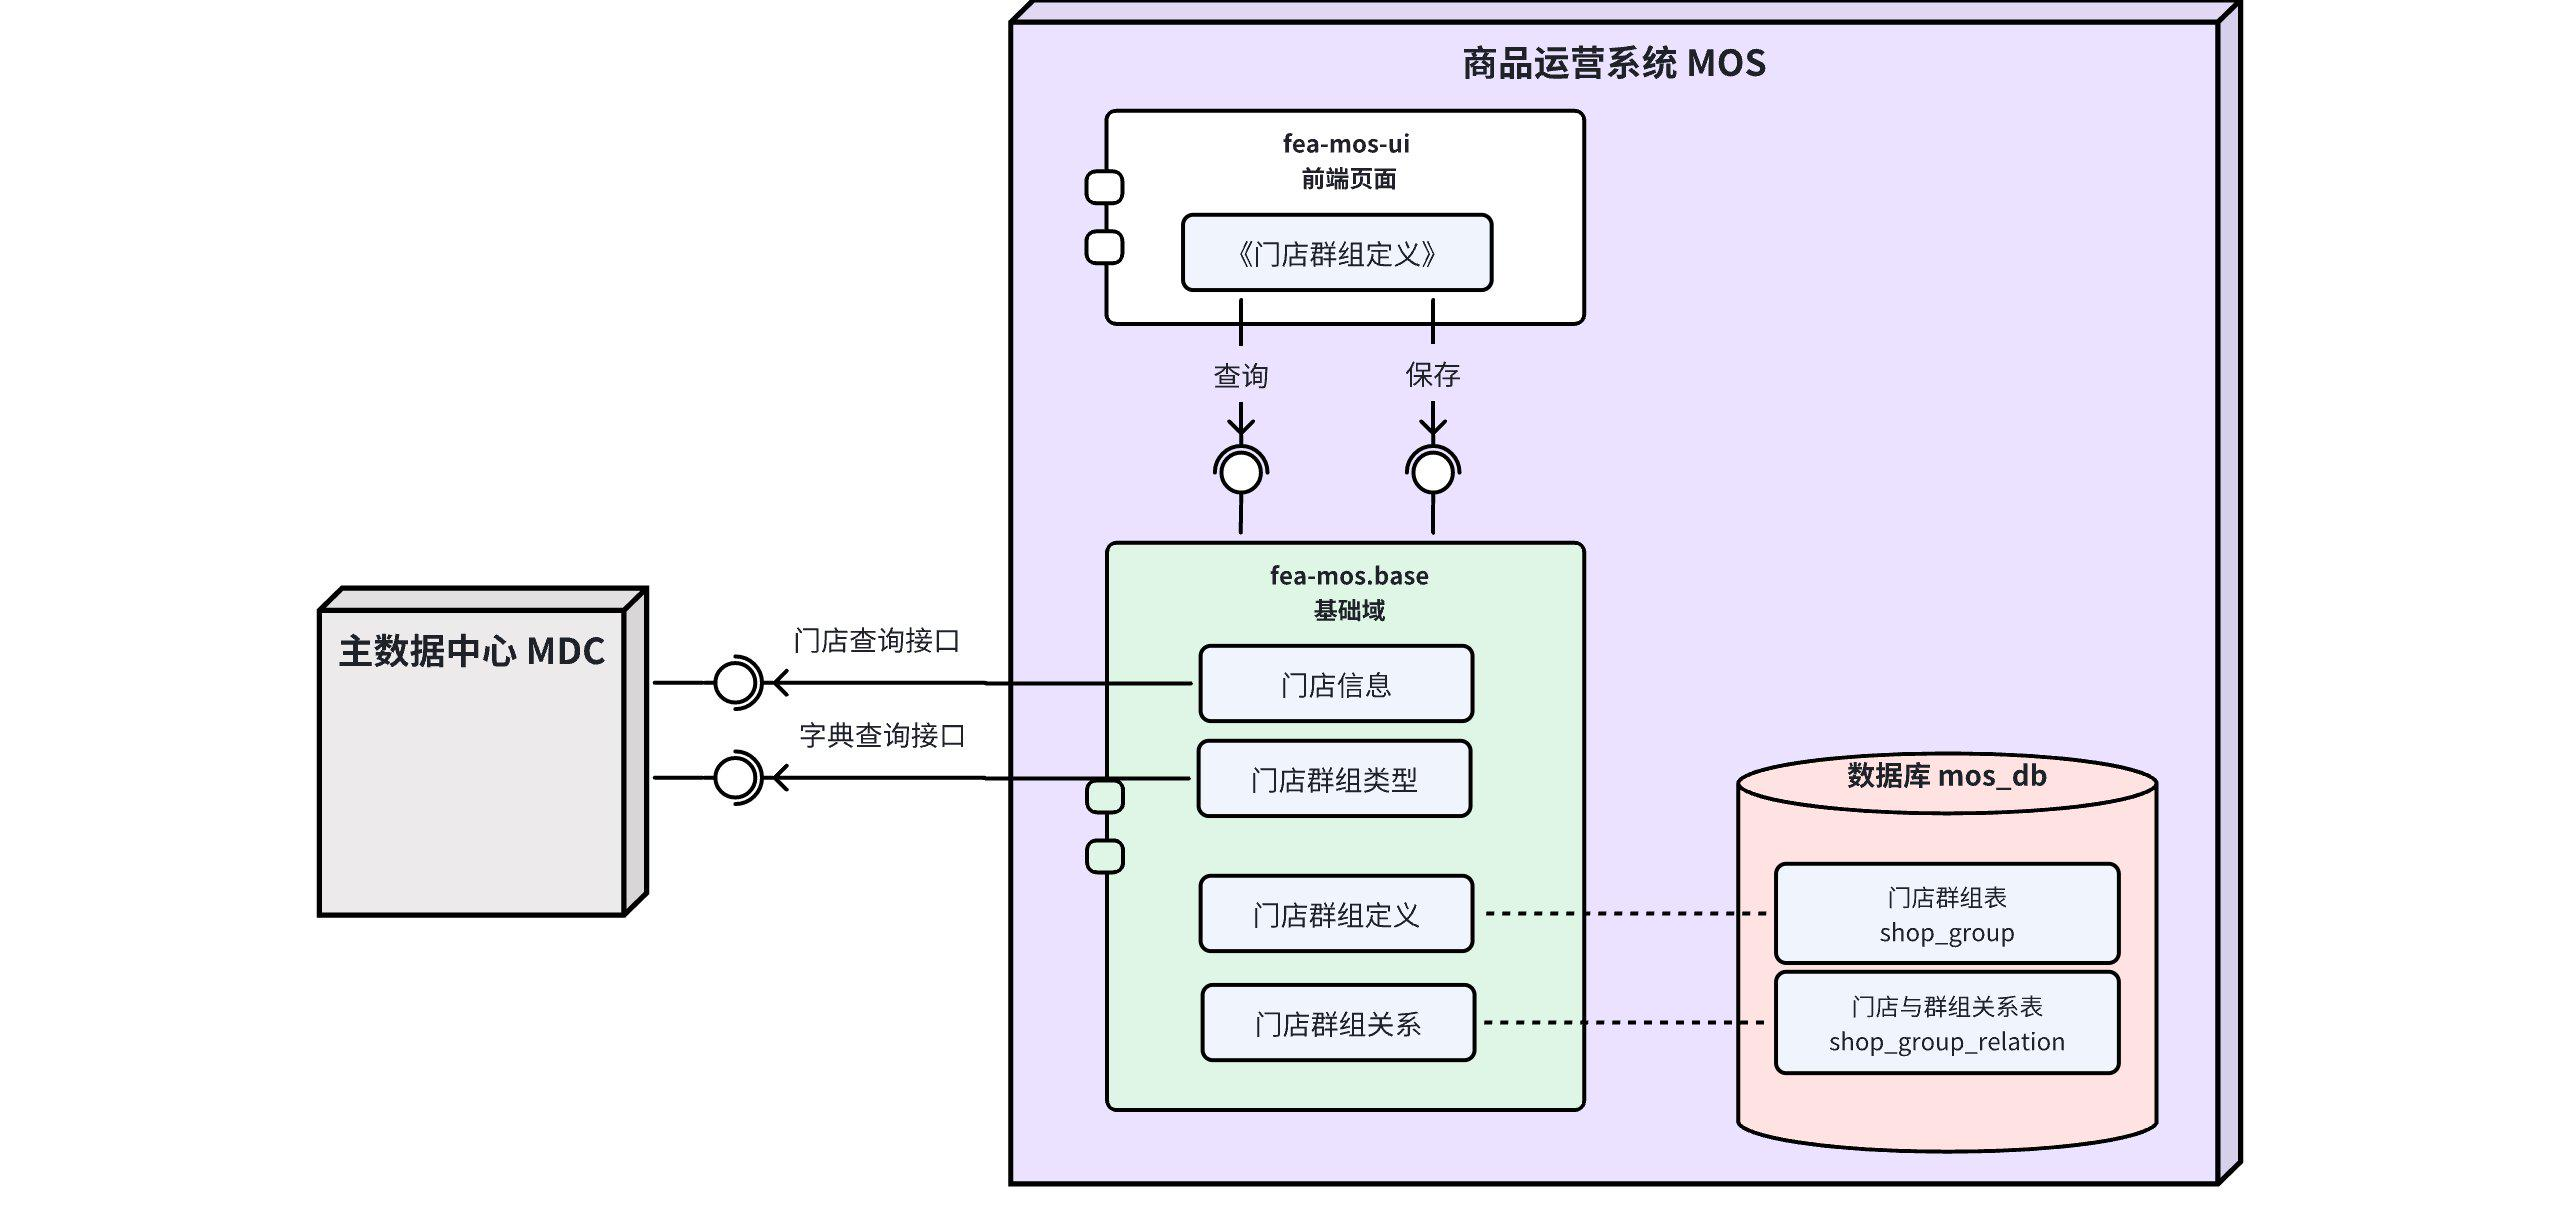 商品运营系统 MOS
fea-mos-ui
前端页面
《门店群组定义》
查询
保存
fea-mos.base
基础域
门店信息
门店群组类型
门店群组定义
门店群组关系
主数据中心 MDC
门店查询接口
字典查询接口
数据库 mos_db
门店群组表
shop_group
门店与群组关系表
shop_group_relation